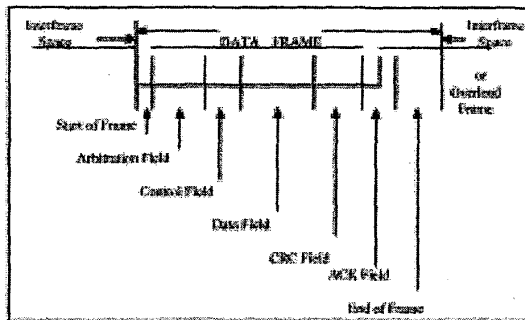 Interframe Space
DATA FRAME
Interframe Space
or
Overload Frame
Start of Frame
Arbitration Field
Control Field
Data Field
CRC Field
ACK Field
End of Frame